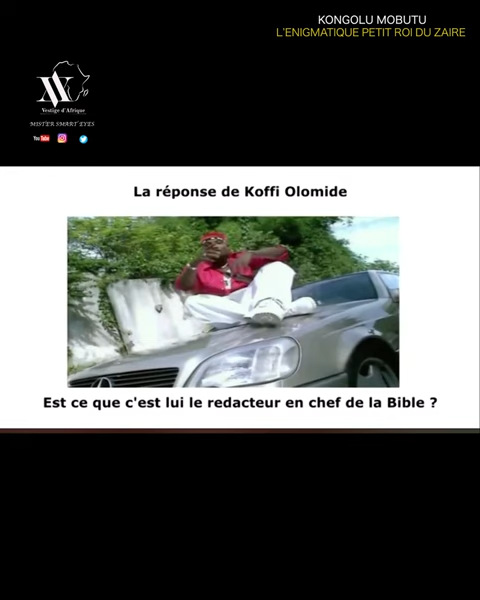 KONGOLU MOBUTU
L'ENIGMATIQUE PETIT ROI DU ZAIRE
Vestige d'Afrique
MISTER SMART EYES
YouTube
La réponse de Koffi Olomide
Est ce que c'est lui le redacteur en chef de la Bible ?